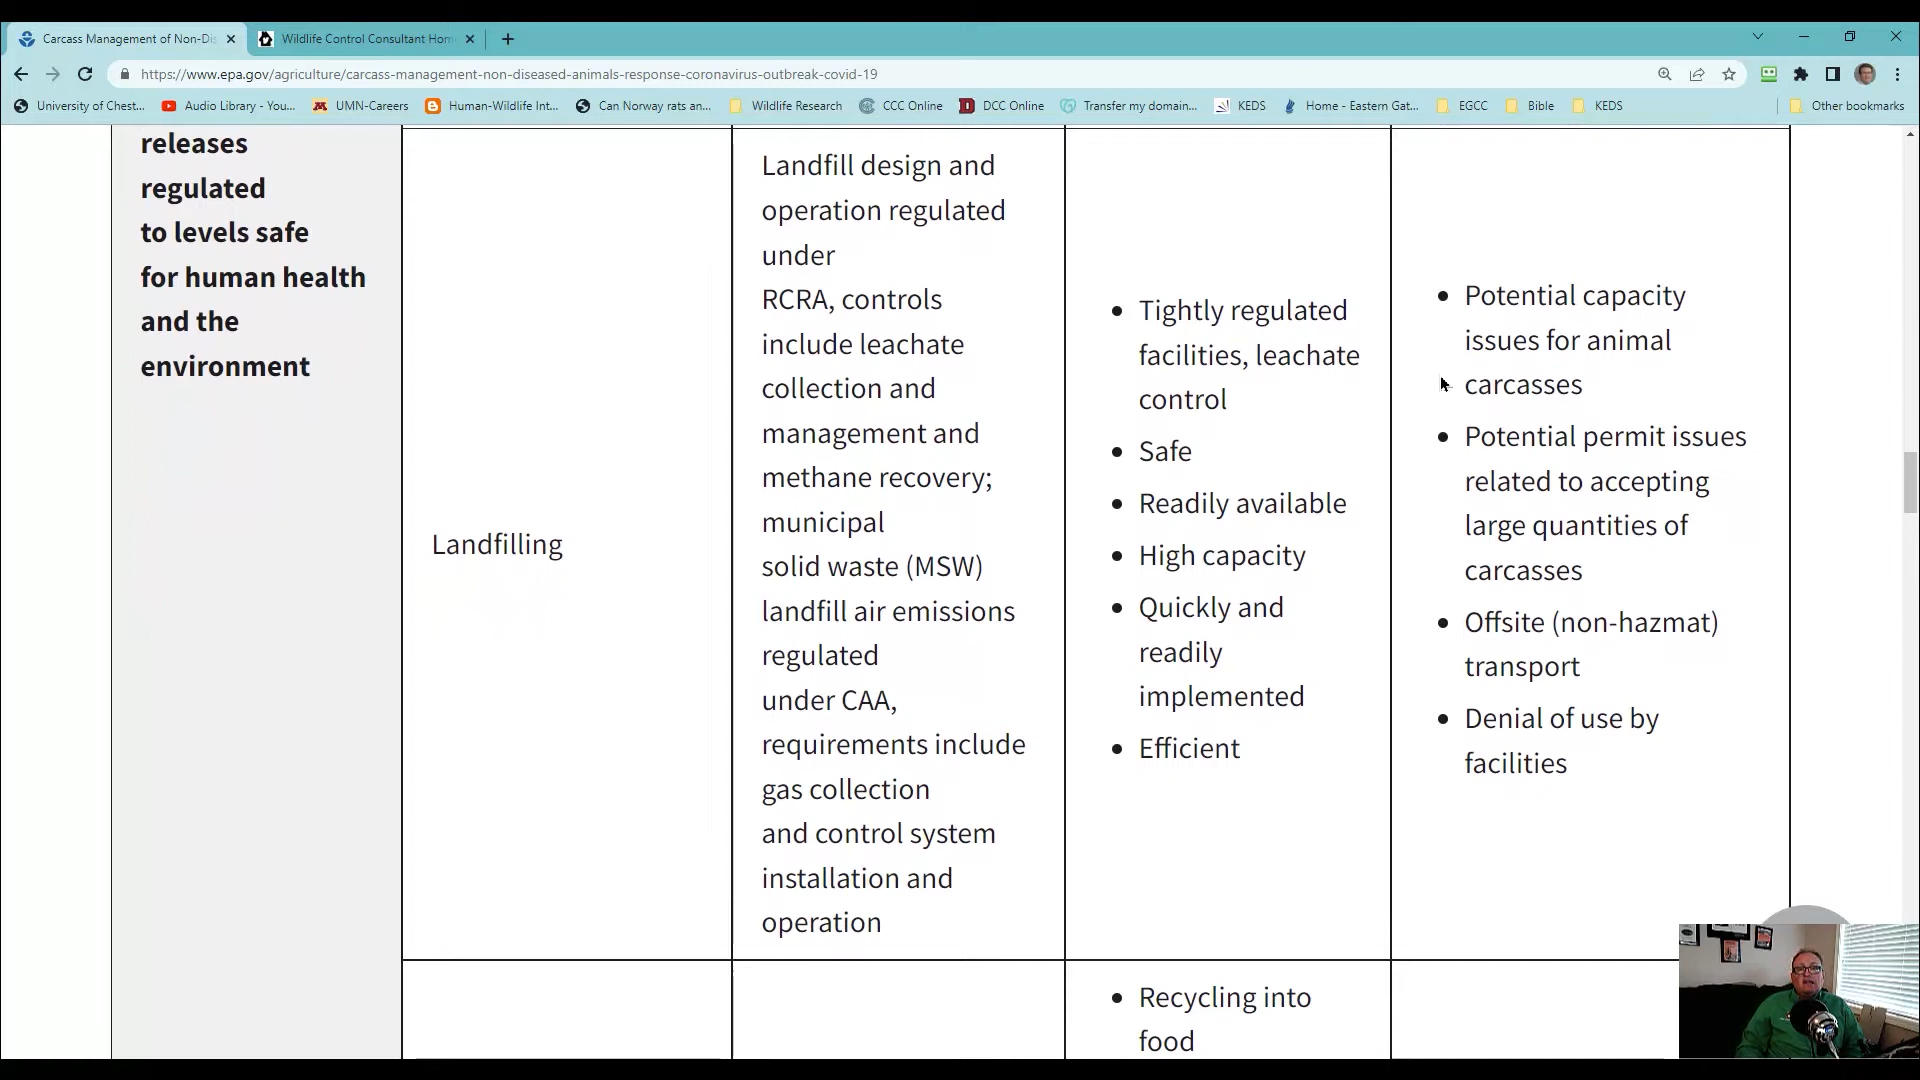 Carcass Management of Non-Dis
Wildlife Control Consultant Hom
https://www.epa.gov/agriculture/carcass-management-non-diseased-animals-response-coronavirus-outbreak-covid-19
University of Chest...
Audio Library - You...
UMN-Careers
Human-Wildlife Int...
Can Norway rats an...
Wildlife Research
CCC Online
DCC Online
Transfer my domain...
KEDS
Home - Eastern Gat...
EGCC
Bible
KEDS
Other bookmarks
releases
regulated
to levels safe
for human health
and the
environment
Landfilling
Landfill design and
operation regulated
under
RCRA, controls
include leachate
collection and
management and
methane recovery;
municipal
solid waste (MSW)
landfill air emissions
regulated
under CAA,
requirements include
gas collection
and control system
installation and
operation
• Tightly regulated
facilities, leachate
control
• Safe
• Readily available
• High capacity
• Quickly and
readily
implemented
• Efficient
• Potential capacity
issues for animal
carcasses
• Potential permit issues
related to accepting
large quantities of
carcasses
• Offsite (non-hazmat)
transport
• Denial of use by
facilities
• Recycling into
food